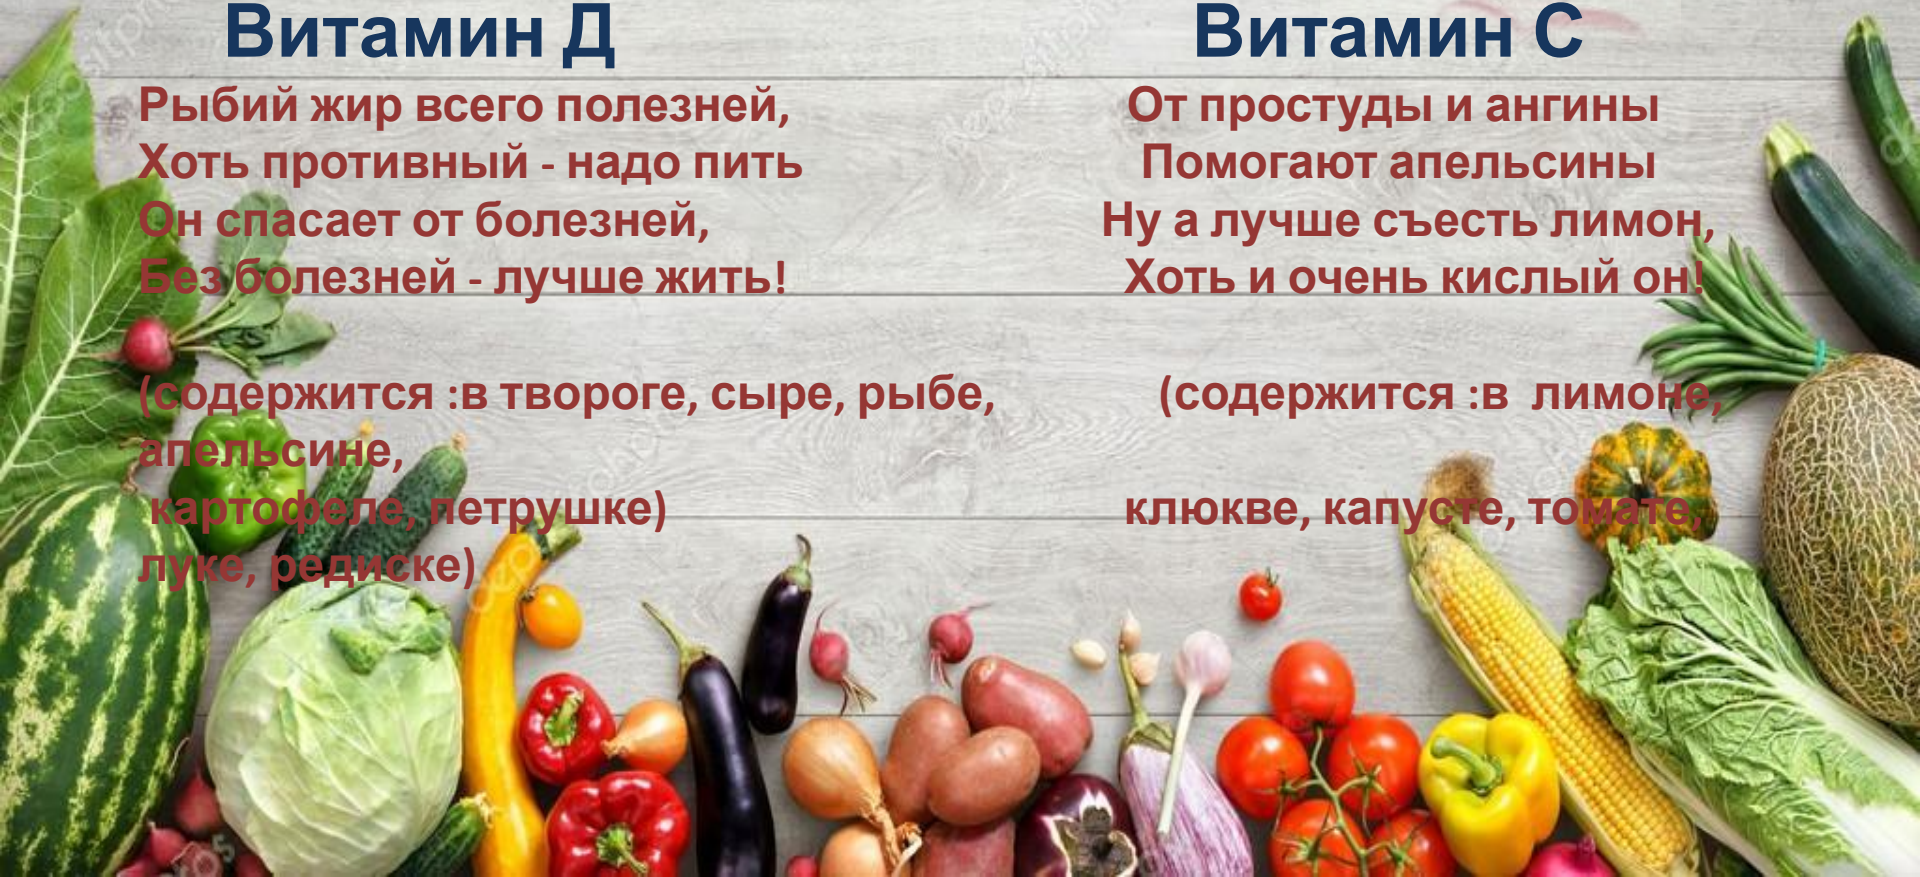 Витамин Д
Рыбий жир всего полезней,
Хоть противный - надо пить
Он спасает от болезней,
Без болезней - лучше жить!
(содержится :в твороге, сыре, рыбе,
апельсине,
картофеле, петрушке)
луке, редиске)
Витамин С
От простуды и ангины
Помогают апельсины
Ну а лучше съесть лимон,
Хоть и очень кислый он!
(содержится :в лимоне,
клюкве, капусте, томате,